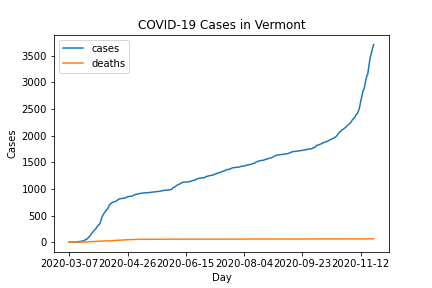 COVID-19 Cases in Vermont
cases
deaths
3500
3000
2500
2000
1500
1000
500
0
Cases
2020-03-07 2020-04-26 2020-06-15 2020-08-04 2020-09-23 2020-11-12
Day